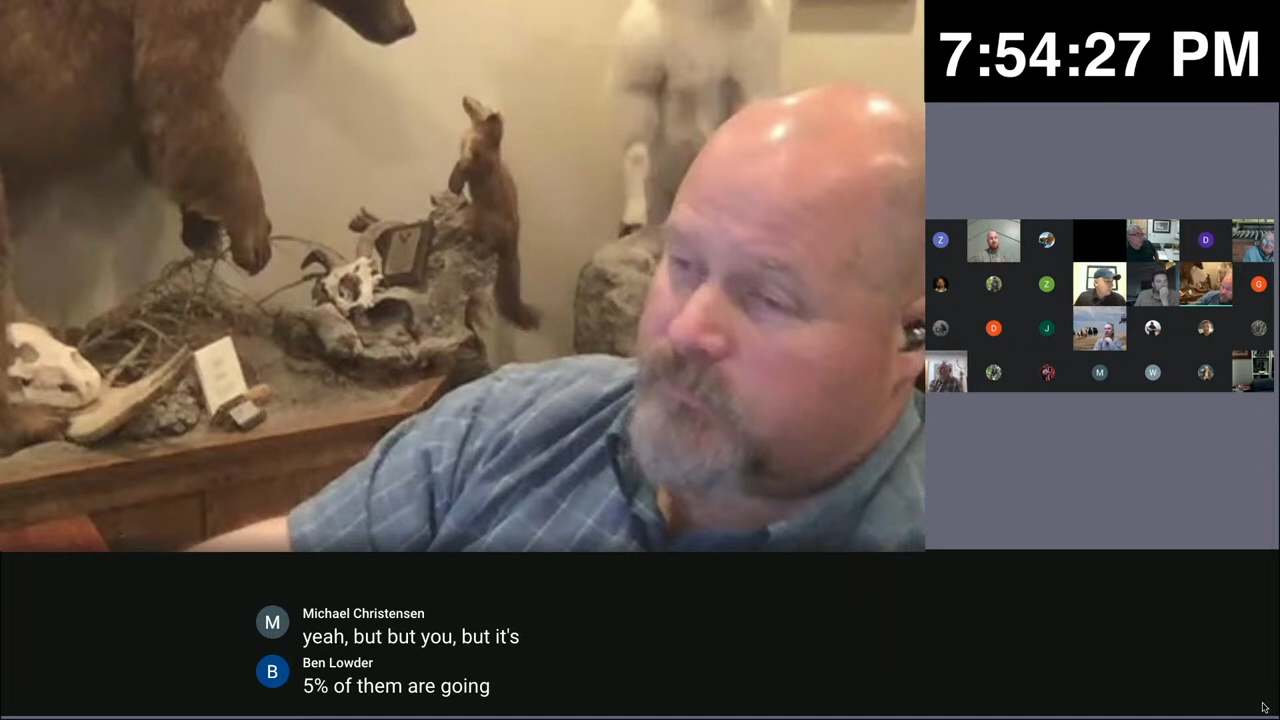 7:54:27 PM
Z
D
Z
G
D
J
M
W
M
Michael Christensen
yeah, but but you, but it's
B
Ben Lowder
5% of them are going